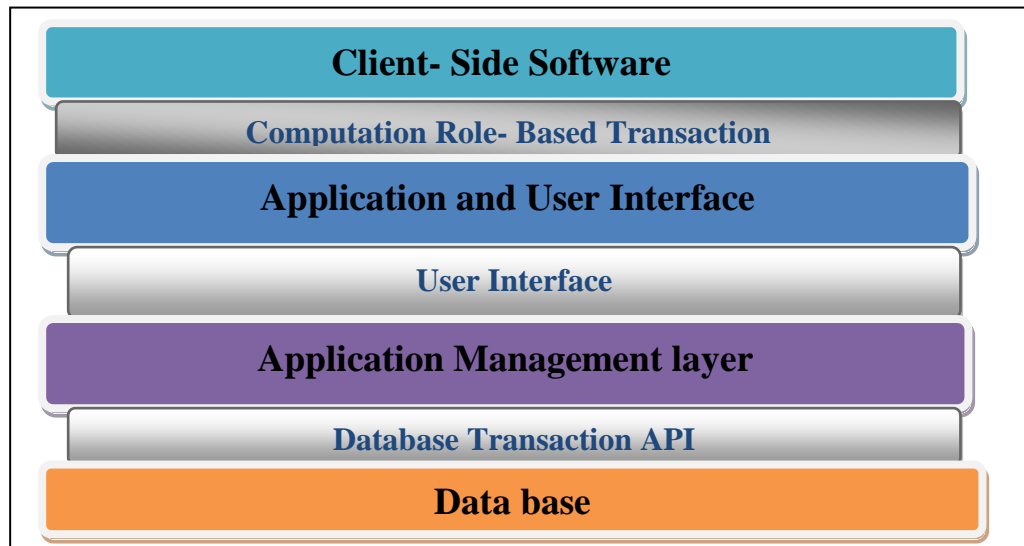 Client- Side Software
Computation Role- Based Transaction
Application and User Interface
User Interface
Application Management layer
Database Transaction API
Data base